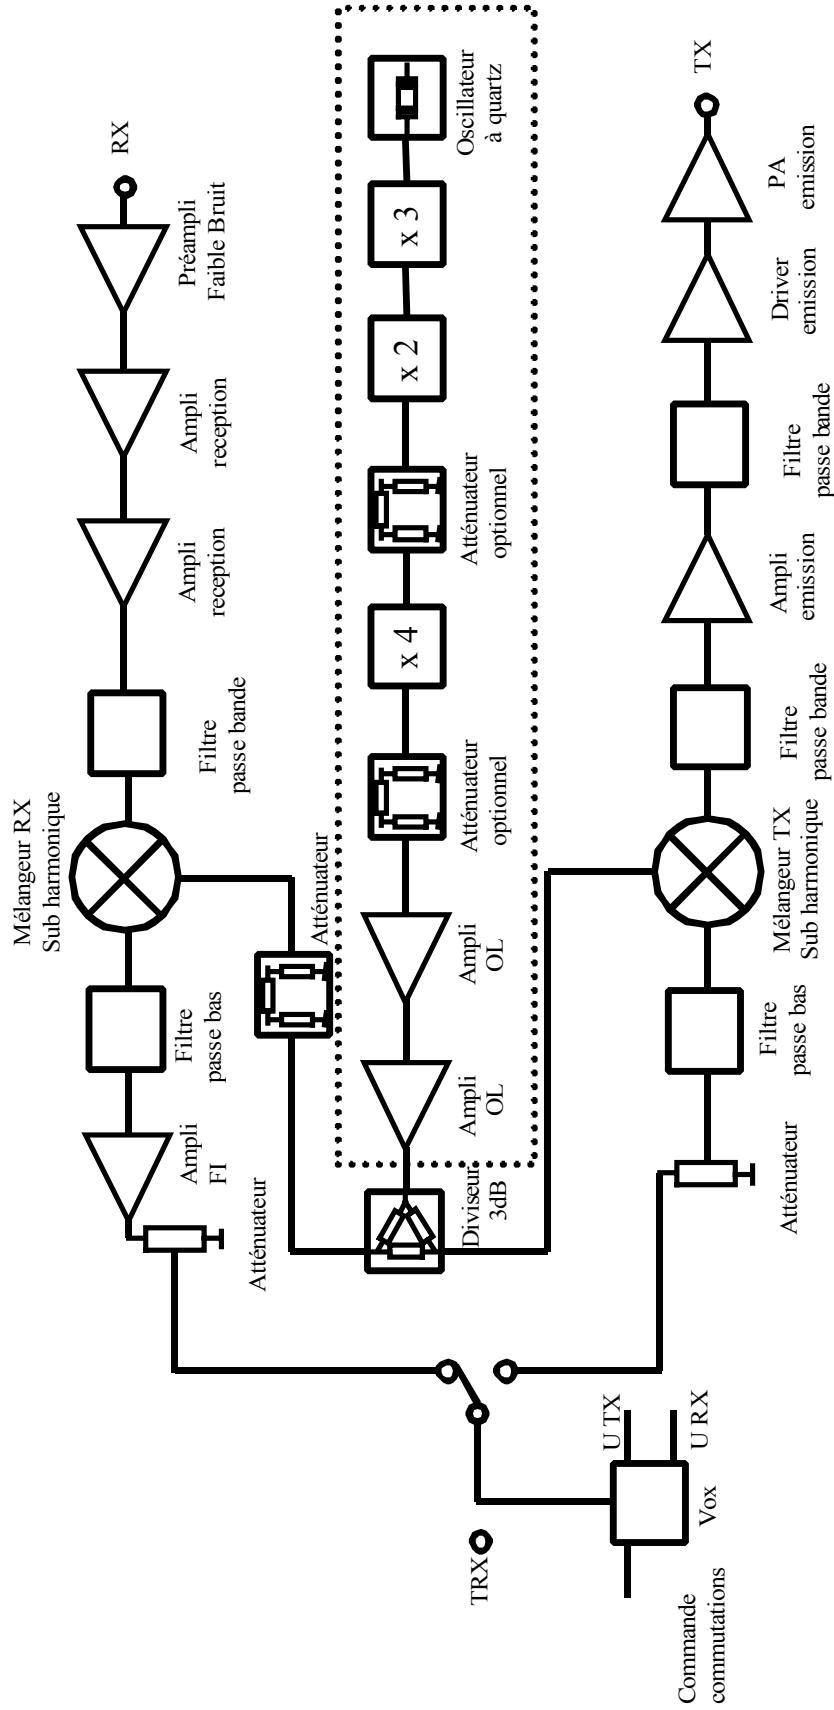 RX
Préampli
Faible Bruit
Ampli
reception
Ampli
reception
Filtre
passe bande
Mélangeur RX
Sub harmonique
Filtre
passe bas
Ampli
FI
Atténuateur
Atténuateur
Oscillateur
à quartz
x 3
x 2
Atténuateur
optionnel
x 4
Atténuateur
optionnel
Ampli
OL
Ampli
OL
Diviseur
3dB
TX
PA
emission
Driver
emission
Filtre
passe bande
Ampli
emission
Filtre
passe bande
Mélangeur TX
Sub harmonique
Filtre
passe bas
Atténuateur
TRX
U TX
U RX
Vox
Commande
commutations